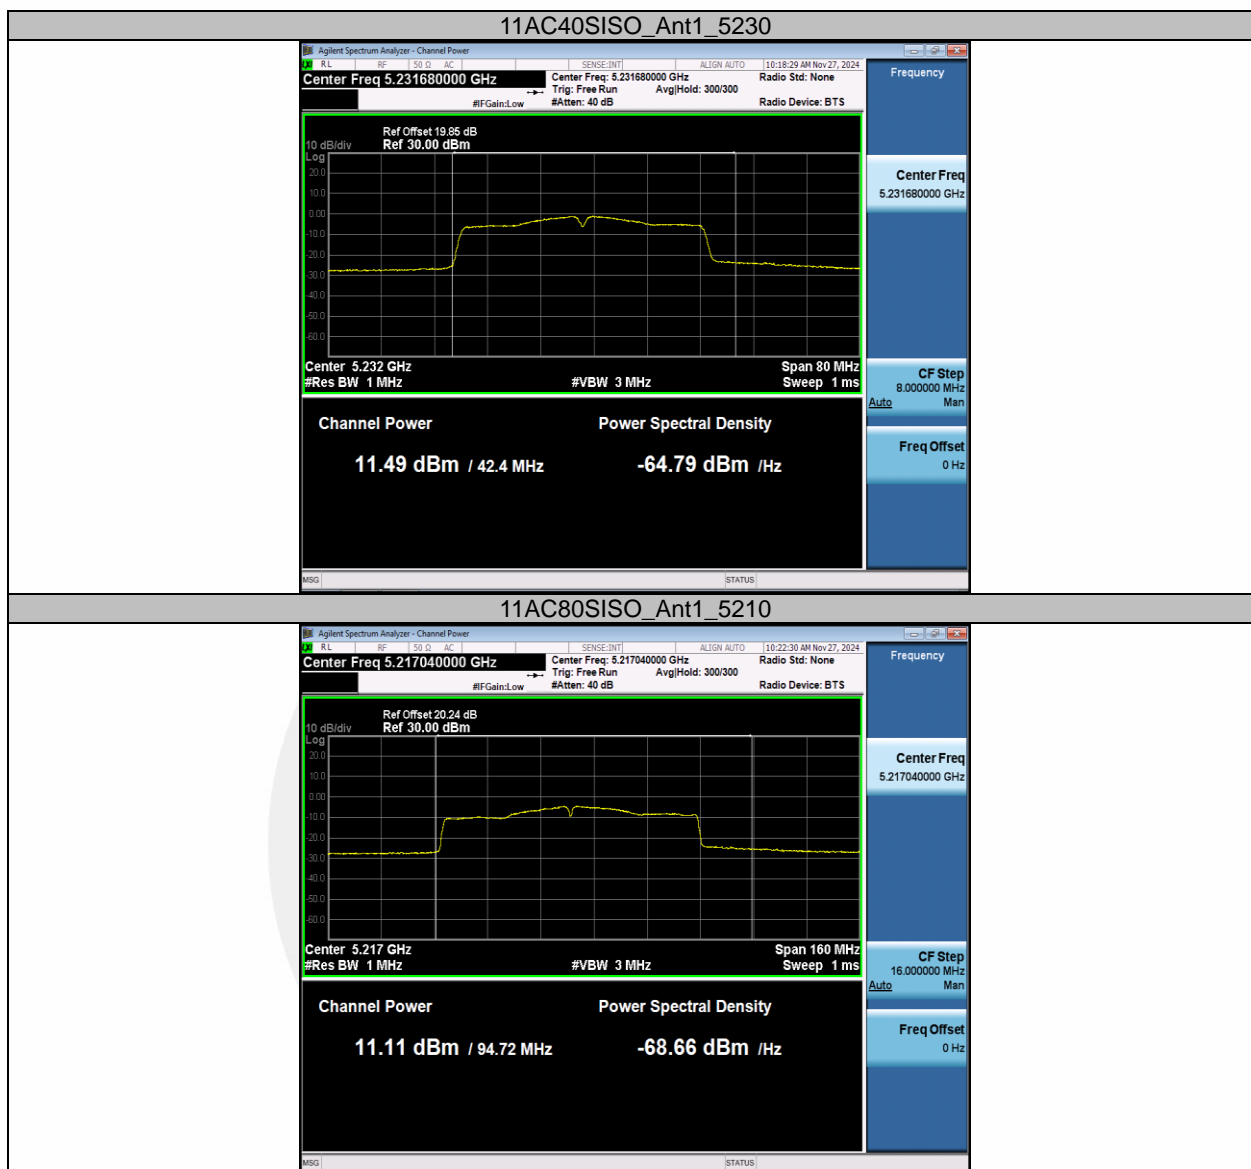 11AC40SISO_Ant1_5230
Agilent Spectrum Analyzer - Channel Power
RL RF 50 Ω AC SENSE:INT ALIGN AUTO 10:18:29 AM Nov 27, 2024
Center Freq 5.231680000 GHz Center Freq: 5.231680000 GHz Radio Std: None Frequency
Trig: Free Run Avg|Hold: 300/300
#IFGain:Low #Atten: 40 dB Radio Device: BTS
Ref Offset 19.85 dB
10 dB/div Ref 30.00 dBm
Log
20.0
10.0
0.00
-10.0
-20.0
-30.0
-40.0
-50.0
-60.0
Center 5.232 GHz Span 80 MHz
#Res BW 1 MHz #VBW 3 MHz Sweep 1 ms
Center Freq
5.231680000 GHz
CF Step
8.000000 MHz
Auto Man
Freq Offset
0 Hz
Channel Power Power Spectral Density
11.49 dBm / 42.4 MHz -64.79 dBm /Hz
MSG STATUS
11AC80SISO_Ant1_5210
Agilent Spectrum Analyzer - Channel Power
RL RF 50 Ω AC SENSE:INT ALIGN AUTO 10:22:30 AM Nov 27, 2024
Center Freq 5.217040000 GHz Center Freq: 5.217040000 GHz Radio Std: None Frequency
Trig: Free Run Avg|Hold: 300/300
#IFGain:Low #Atten: 40 dB Radio Device: BTS
Ref Offset 20.24 dB
10 dB/div Ref 30.00 dBm
Log
20.0
10.0
0.00
-10.0
-20.0
-30.0
-40.0
-50.0
-60.0
Center 5.217 GHz Span 160 MHz
#Res BW 1 MHz #VBW 3 MHz Sweep 1 ms
Center Freq
5.217040000 GHz
CF Step
16.000000 MHz
Auto Man
Freq Offset
0 Hz
Channel Power Power Spectral Density
11.11 dBm / 94.72 MHz -68.66 dBm /Hz
MSG STATUS